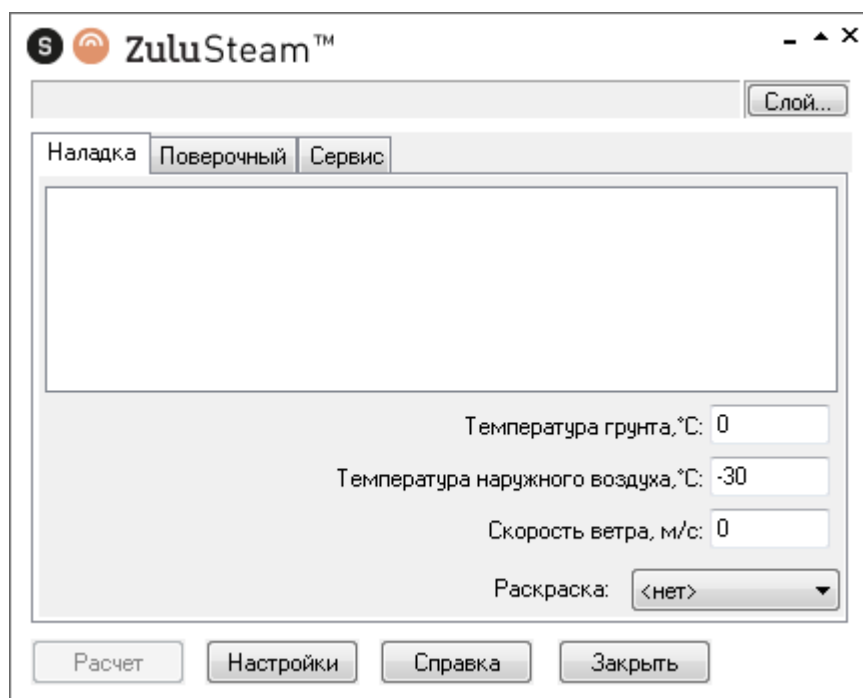 S ZuluSteam™
Слой...
Наладка Поверочный Сервис
Температура грунта,°C: 0
Температура наружного воздуха,°C: -30
Скорость ветра, м/с: 0
Раскраска: <нет>
Расчет Настройки Справка Закрыть